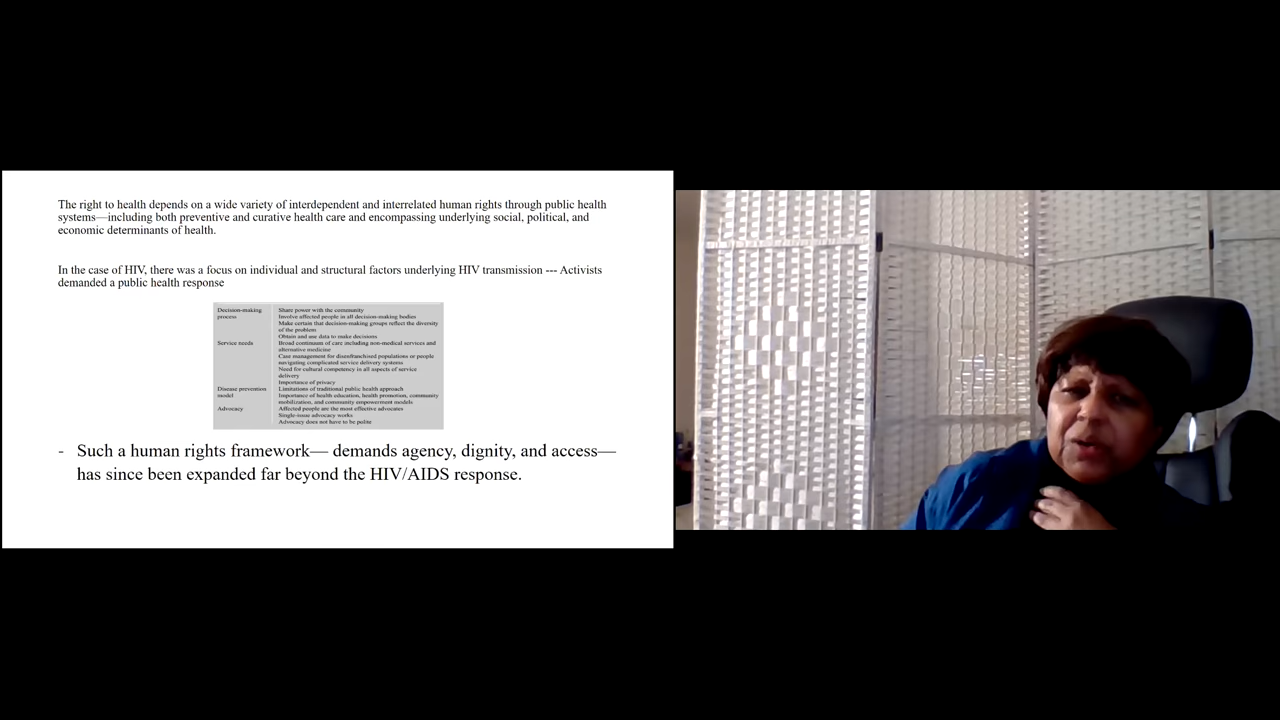 The right to health depends on a wide variety of interdependent and interrelated human rights through public health
systems—including both preventive and curative health care and encompassing underlying social, political, and
economic determinants of health.
In the case of HIV, there was a focus on individual and structural factors underlying HIV transmission --- Activists
demanded a public health response
Decision-making Share power with the community
process Involve affected people in all decision-making bodies
Make certain that decision-making groups reflect the diversity
of the problem
Obtain and use data to make decisions
Service needs Broad continuum of care including non-medical services and
alternative medicine
Case management for disenfranchised populations or people
navigating complicated service delivery systems
Need for cultural competency in all aspects of service
delivery
Importance of privacy
Disease prevention Limitations of traditional public health approach
model Importance of health education, health promotion, community
mobilization, and community empowerment models
Advocacy Affected people are the most effective advocates
Single-issue advocacy works
Advocacy does not have to be polite
- Such a human rights framework— demands agency, dignity, and access—
has since been expanded far beyond the HIV/AIDS response.